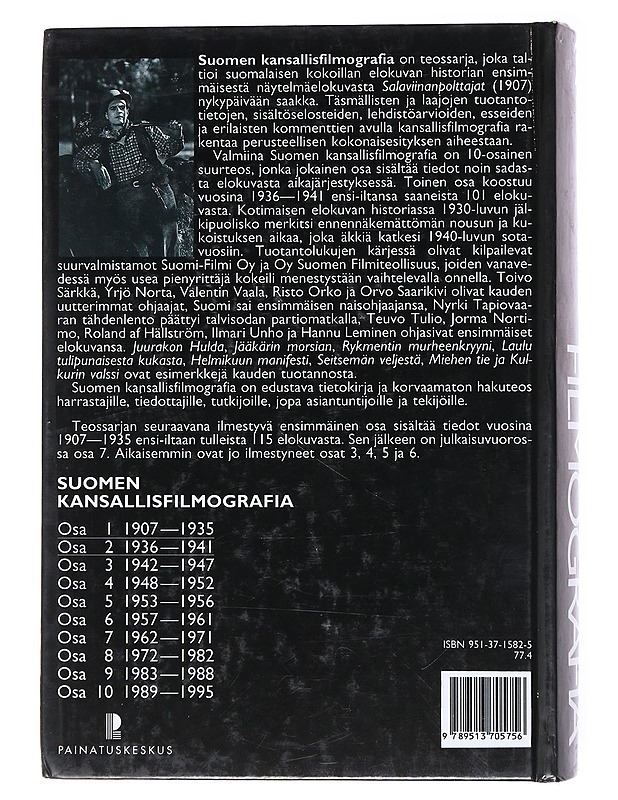 Suomen kansallisfilmografia on teossarja, joka tal-
tioi suomalaisen kokoillan elokuvan historian ensim-
mäisestä näytelmäelokuvasta Salaviinanpolttajat (1907)
nykypäivään saakka. Täsmällisten ja laajojen tuotanto-
tietojen, sisältöselosteiden, lehdistöarvioiden, esseiden
ja erilaisten kommenttien avulla kansallisfilmografia ra-
kentaa perusteellisen kokonaisesityksen aiheestaan.
Valmiina Suomen kansallisfilmografia on 10-osainen
suurteos, jonka jokainen osa sisältää tiedot noin sadas-
ta elokuvasta aikajärjestyksessä. Toinen osa koostuu
vuosina 1936—1941 ensi-iltansa saaneista 101 eloku-
vasta. Kotimaisen elokuvan historiassa 1930-luvun jäl-
kipuolisko merkitsi ennennäkemättömän nousun ja ku-
koistuksen aikaa, joka äkkiä katkesi 1940-luvun sota-
vuosiin. Tuotantolukujen kärjessä olivat kilpailevat
suurvalmistamot Suomi-Filmi Oy ja Oy Suomen Filmiteollisuus, joiden vanave-
dessä myös usea pienyrittäjä kokeili menestystään vaihtelevalla onnella. Toivo
Särkkä, Yrjö Norta, Valentin Vaala, Risto Orko ja Orvo Saarikivi olivat kauden
uutterimmat ohjaajat, Suomi sai ensimmäisen naisohjaajansa, Nyrki Tapiovaa-
ran tähdenlento päättyi talvisodan partiomatkalla, Teuvo Tulio, Jorma Norti-
mo, Roland af Hällström, Ilmari Unho ja Hannu Leminen ohjasivat ensimmäiset
elokuvansa. Juurakon Hulda, Jääkärin morsian, Rykmentin murheenkryyni, Laulu
tulipunaisesta kukasta, Helmikuun manifesti, Seitsemän veljestä, Miehen tie ja Kul-
kurin valssi ovat esimerkkejä kauden tuotannosta.
Suomen kansallisfilmografia on edustava tietokirja ja korvaamaton hakuteos
harrastajille, tiedottajille, tutkijoille, jopa asiantuntijoille ja tekijöille.
Teossarjan seuraavana ilmestyvä ensimmäinen osa sisältää tiedot vuosina
1907—1935 ensi-iltaan tulleista 115 elokuvasta. Sen jälkeen on julkaisuvuoros-
sa osa 7. Aikaisemmin ovat jo ilmestyneet osat 3, 4, 5 ja 6.
SUOMEN
KANSALLISFILMOGRAFIA
Osa 1 1907—1935
Osa 2 1936—1941
Osa 3 1942—1947
Osa 4 1948—1952
Osa 5 1953—1956
Osa 6 1957—1961
Osa 7 1962—1971
Osa 8 1972—1982
Osa 9 1983—1988
Osa 10 1989—1995
PAINATUSKESKUS
ISBN 951-37-1582-5
77.4
9 789513 705756
FILMOGRAFIA